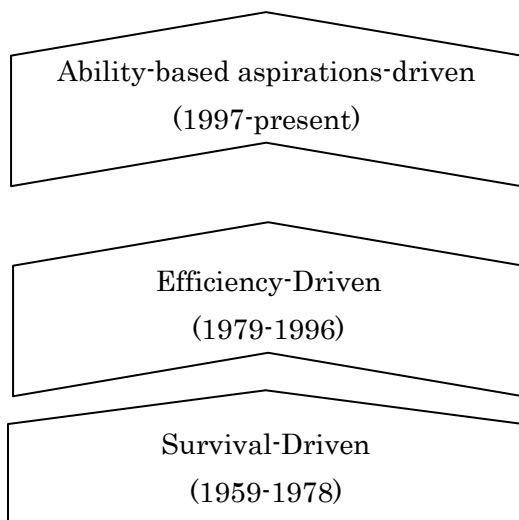 Ability-based aspirations-driven
(1997-present)
Efficiency-Driven
(1979-1996)
Survival-Driven
(1959-1978)